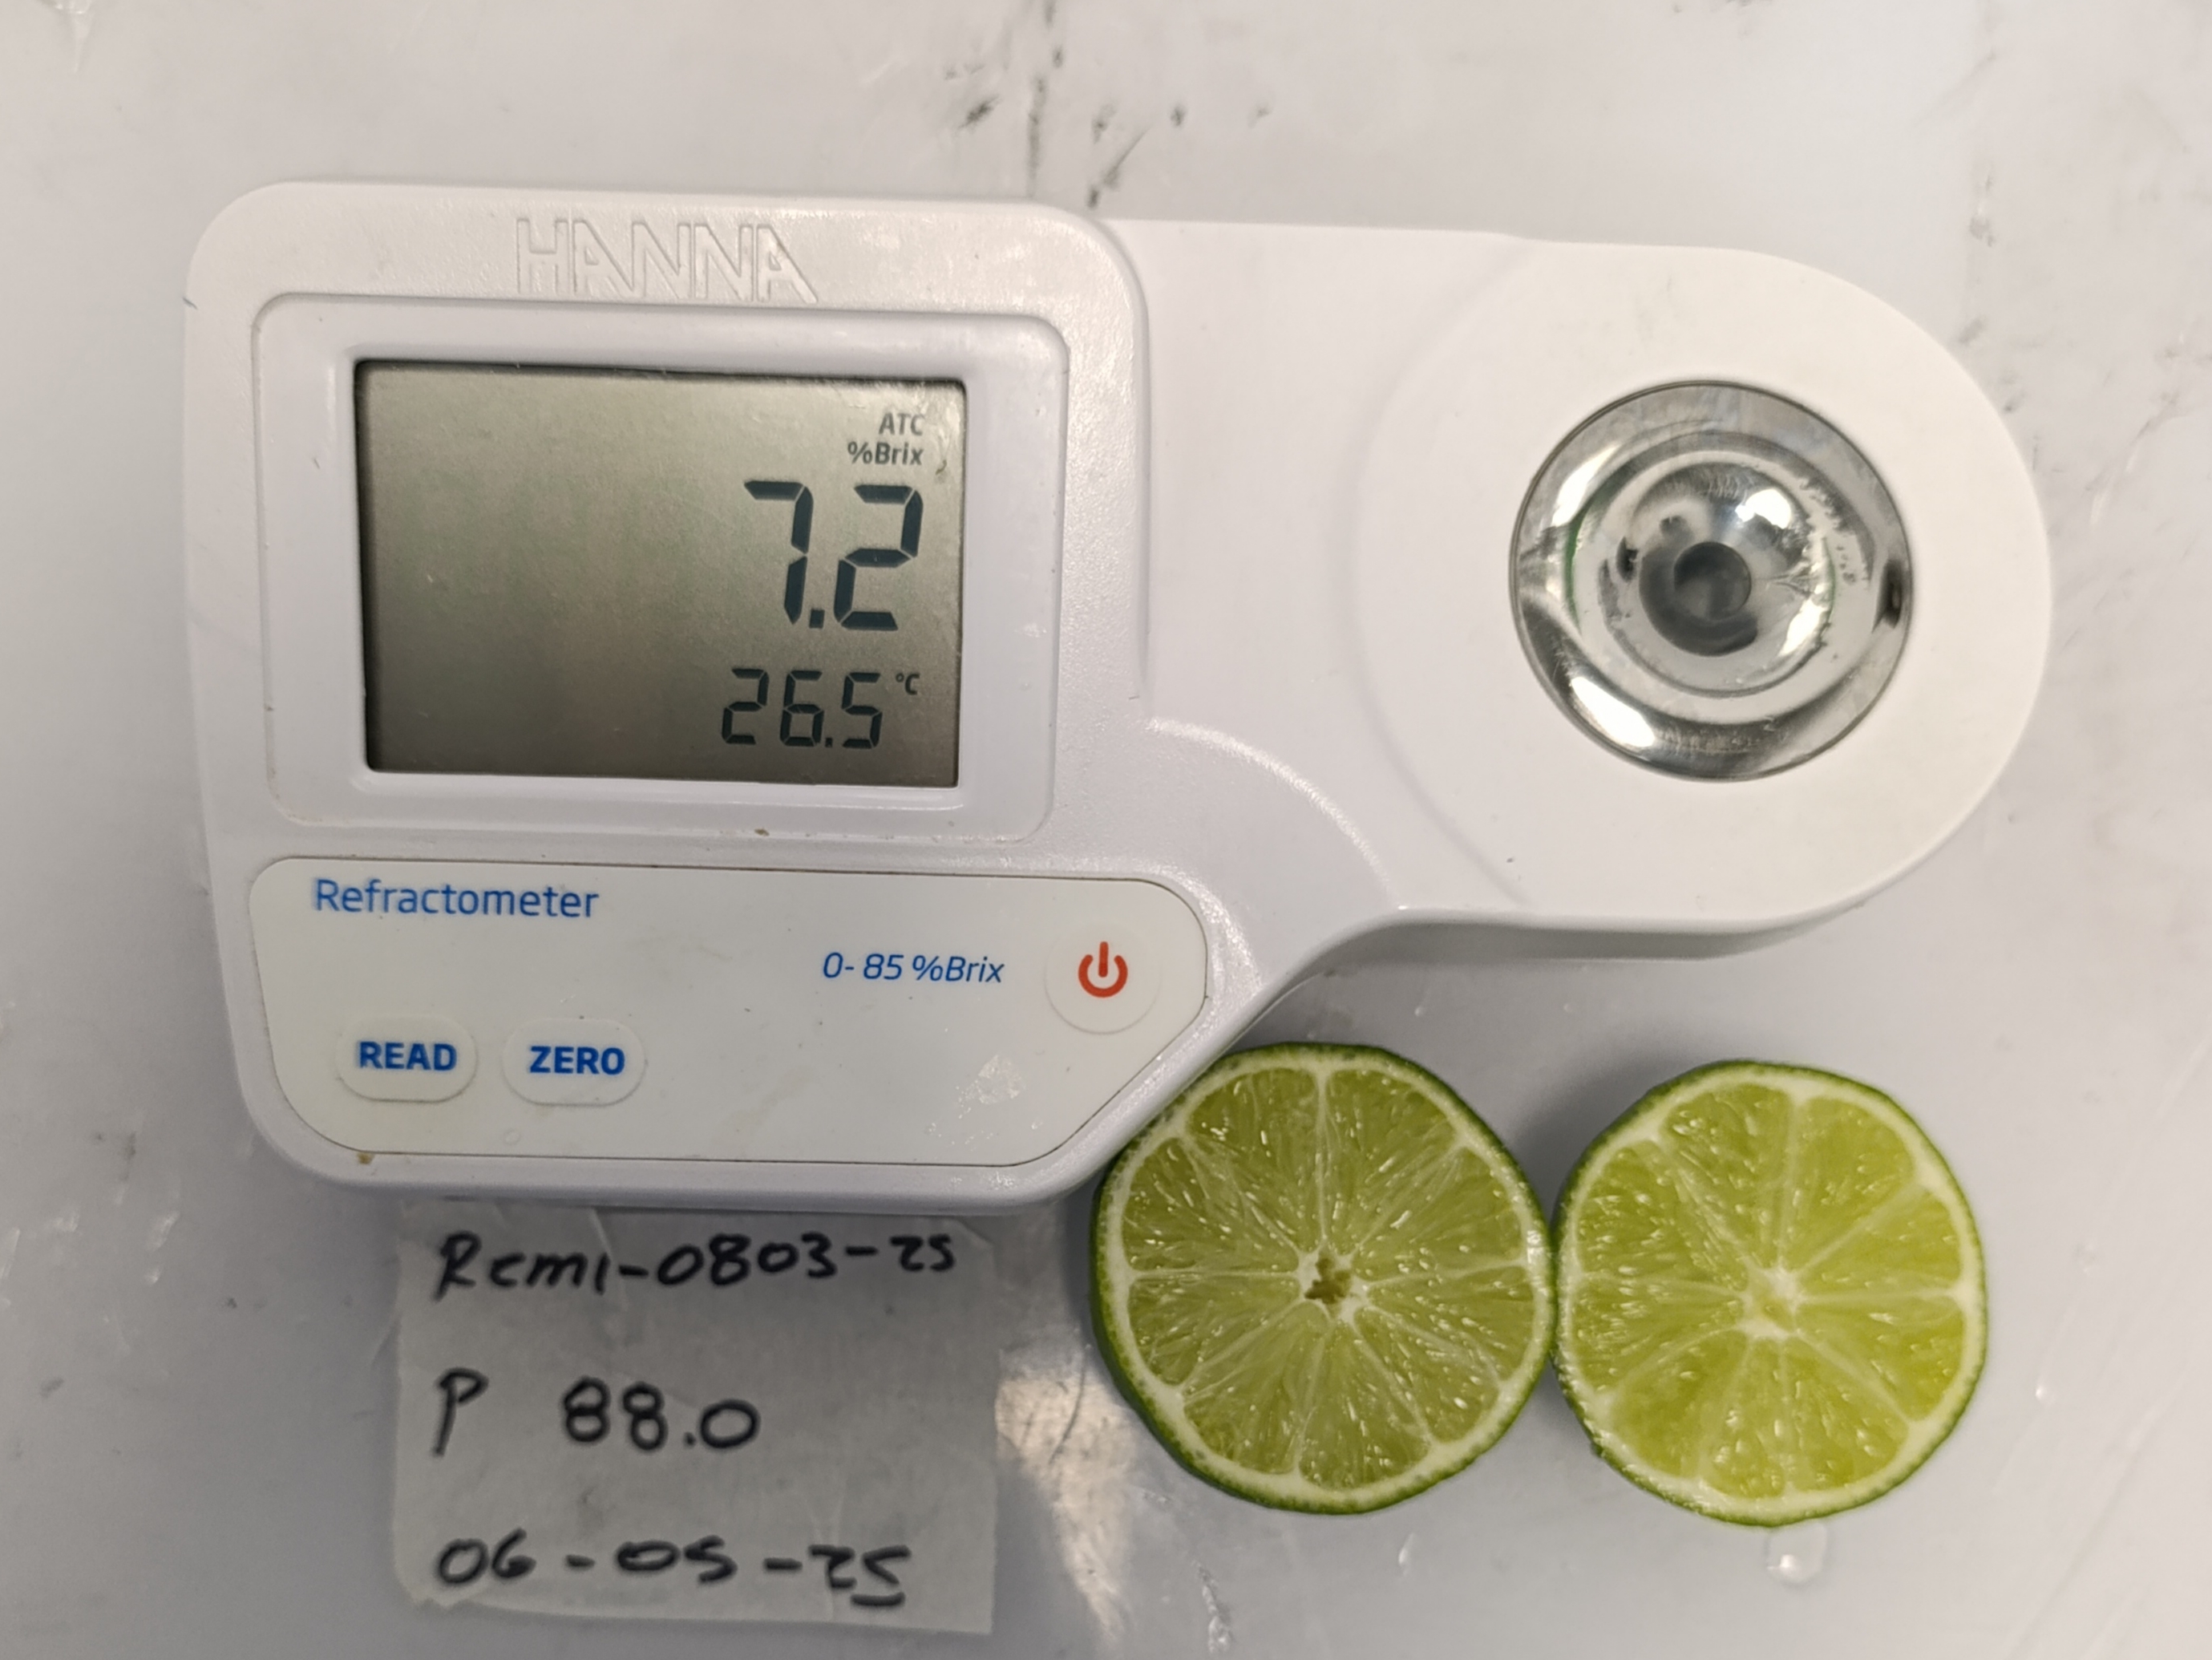 HANNA
ATC
%Brix
7.2
26.5 °C
Refractometer
0-85 %Brix
READ
ZERO
Rcm1-0803-25
P 88.0
06-05-25